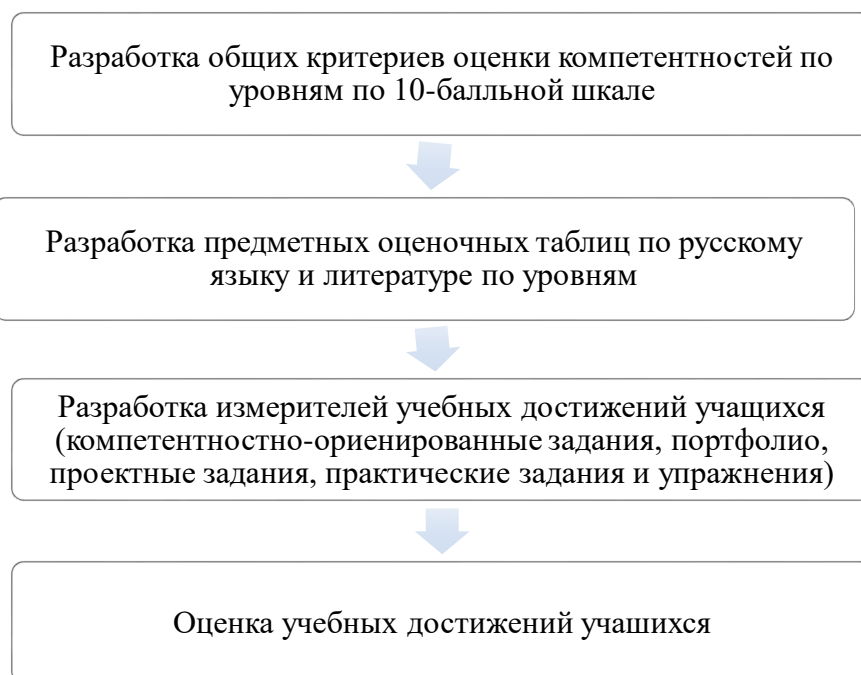 Разработка общих критериев оценки компетентностей по
уровням по 10-балльной шкале
Разработка предметных оценочных таблиц по русскому
языку и литературе по уровням
Разработка измерителей учебных достижений учащихся
(компетентностно-ориенированные задания, портфолио,
проектные задания, практические задания и упражнения)
Оценка учебных достижений учашихся